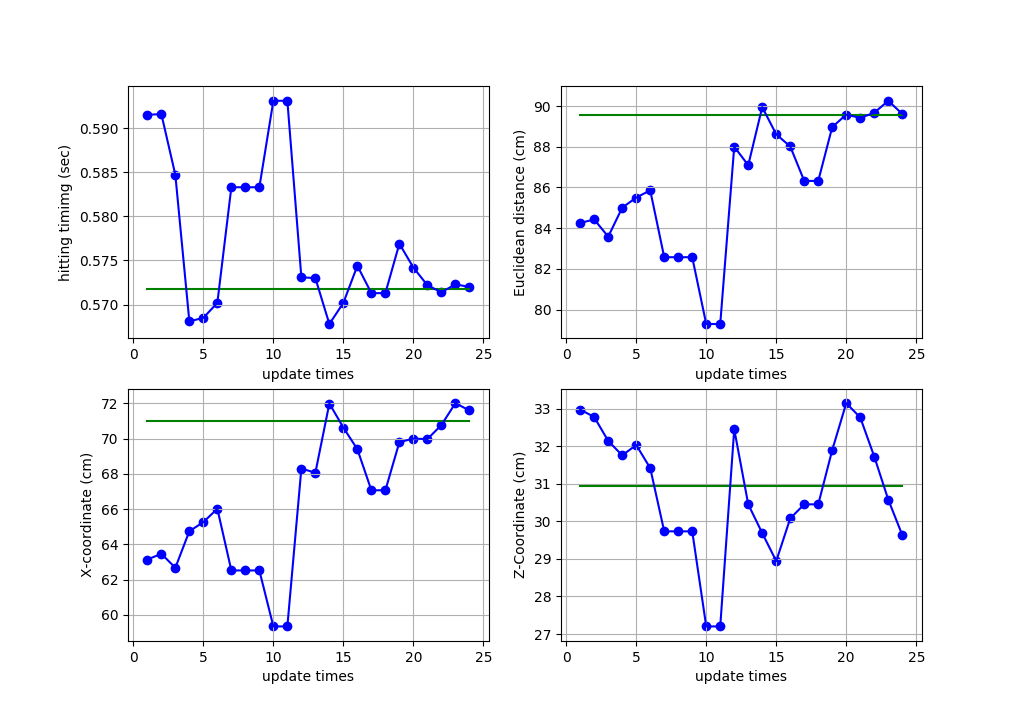 hitting timimg (sec)
0.590
0.585
0.580
0.575
0.570
0 5 10 15 20 25
update times
Euclidean distance (cm)
90
88
86
84
82
80
0 5 10 15 20 25
update times
X-coordinate (cm)
72
70
68
66
64
62
60
0 5 10 15 20 25
update times
Z-Coordinate (cm)
33
32
31
30
29
28
27
0 5 10 15 20 25
update times